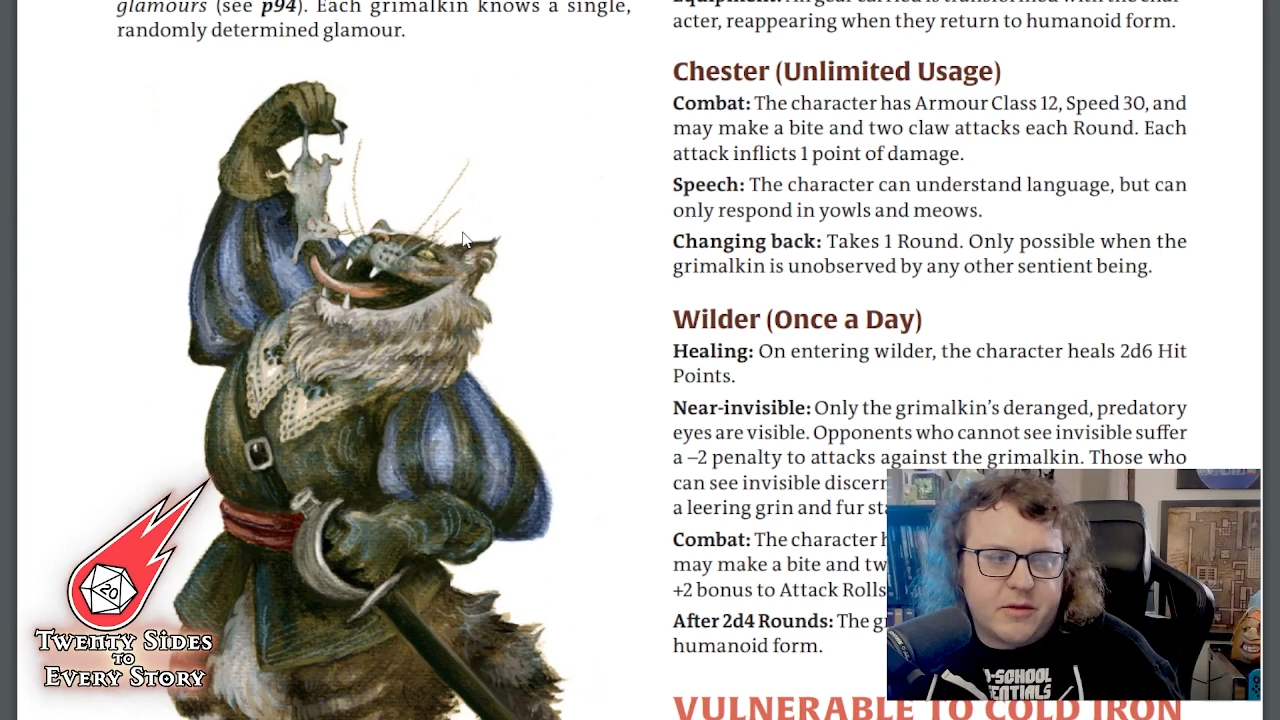 glamours (see p94). Each grimalkin knows a single,
randomly determined glamour.
acter, reappearing when they return to humanoid form.
Chester (Unlimited Usage)
Combat: The character has Armour Class 12, Speed 30, and
may make a bite and two claw attacks each Round. Each
attack inflicts 1 point of damage.
Speech: The character can understand language, but can
only respond in yowls and meows.
Changing back: Takes 1 Round. Only possible when the
grimalkin is unobserved by any other sentient being.
Wilder (Once a Day)
Healing: On entering wilder, the character heals 2d6 Hit
Points.
Near-invisible: Only the grimalkin's deranged, predatory
eyes are visible. Opponents who cannot see invisible suffer
a –2 penalty to attacks against the grimalkin. Those who
can see invisible discern
a leering grin and fur
Combat: The character
may make a bite and
+2 bonus to Attack Rolls
After 2d4 Rounds: The
humanoid form.
VULNERABLE TO COLD IRON
20
TWENTY SIDES
TO
EVERY STORY